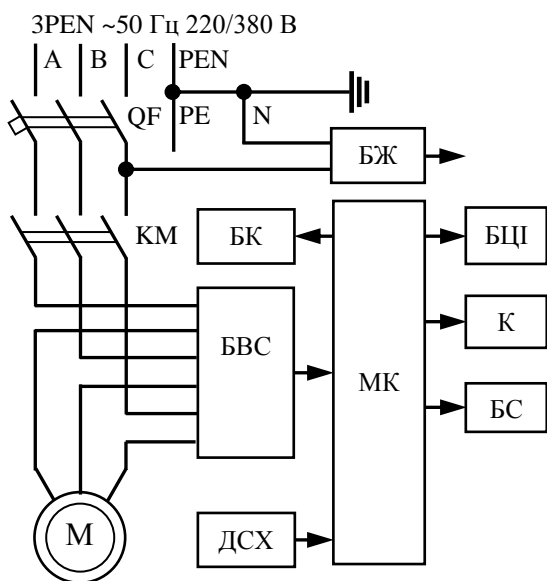 3PEN ~50 Гц 220/380 В
A B C PEN
QF PE N
БЖ
KM БК БЦІ
БВС МК К
БС
М ДСХ